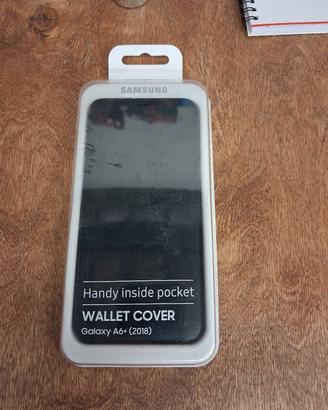 SAMSUNG
Handy inside pocket
WALLET COVER
Galaxy A6+ (2018)